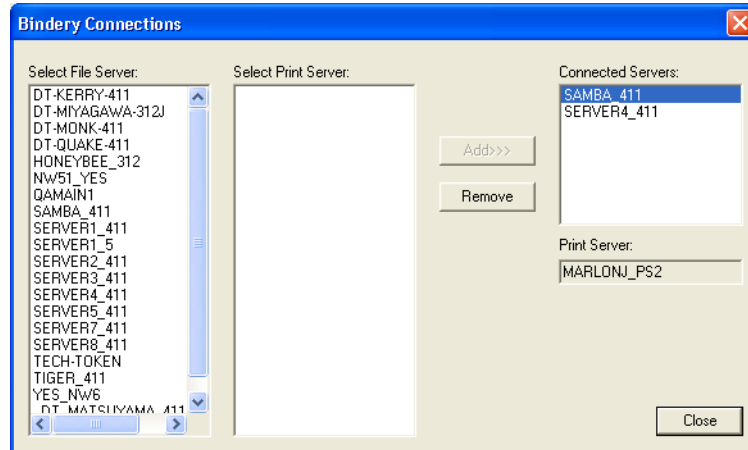 Bindery Connections
Select File Server:
DT-KERRY-411
DT-MIYAGAWA-312J
DT-MONK-411
DT-QUAKE-411
HONEYBEE_312
NW51_YES
QAMAIN1
SAMBA_411
SERVER1_411
SERVER1_5
SERVER2_411
SERVER3_411
SERVER4_411
SERVER5_411
SERVER7_411
SERVER8_411
TECH-TOKEN
TIGER_411
YES_NW6
_DT_MATSUYAMA_411
Select Print Server:
Add>>>
Remove
Connected Servers:
SAMBA_411
SERVER4_411
Print Server:
MARLONJ_PS2
Close